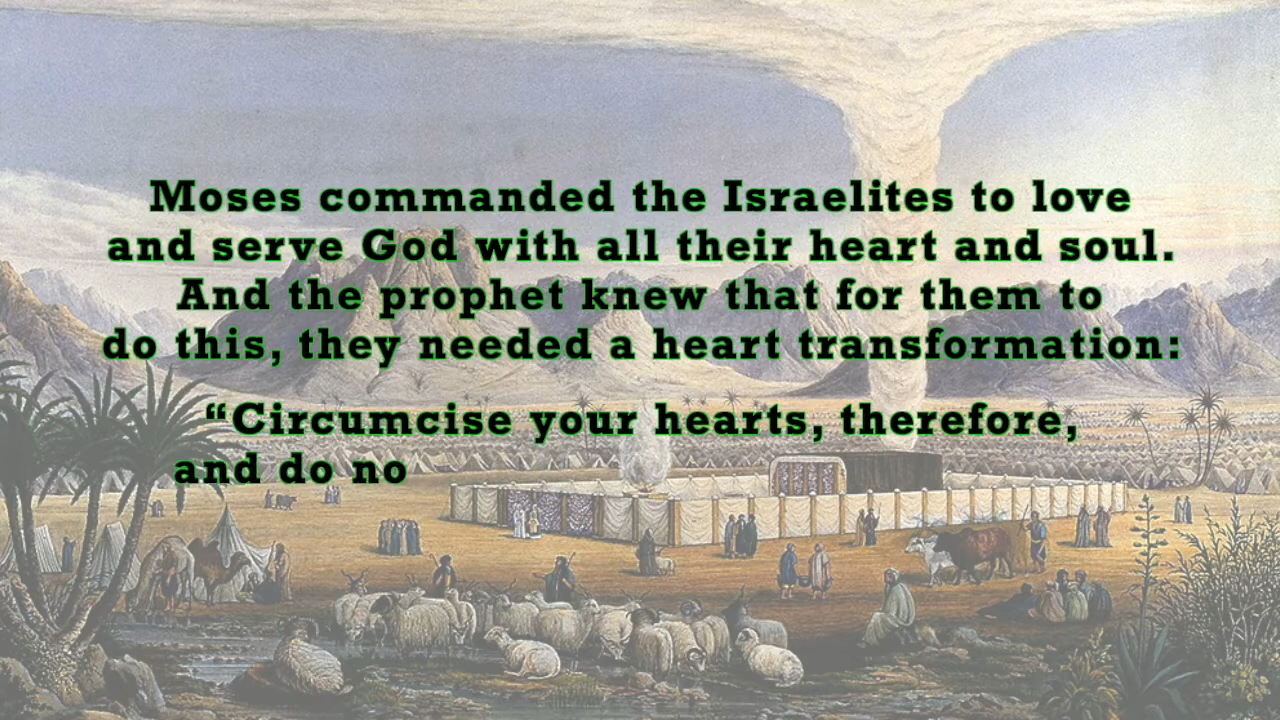 Moses commanded the Israelites to love
and serve God with all their heart and soul.
And the prophet knew that for them to
do this, they needed a heart transformation:
“Circumcise your hearts, therefore,
and do no